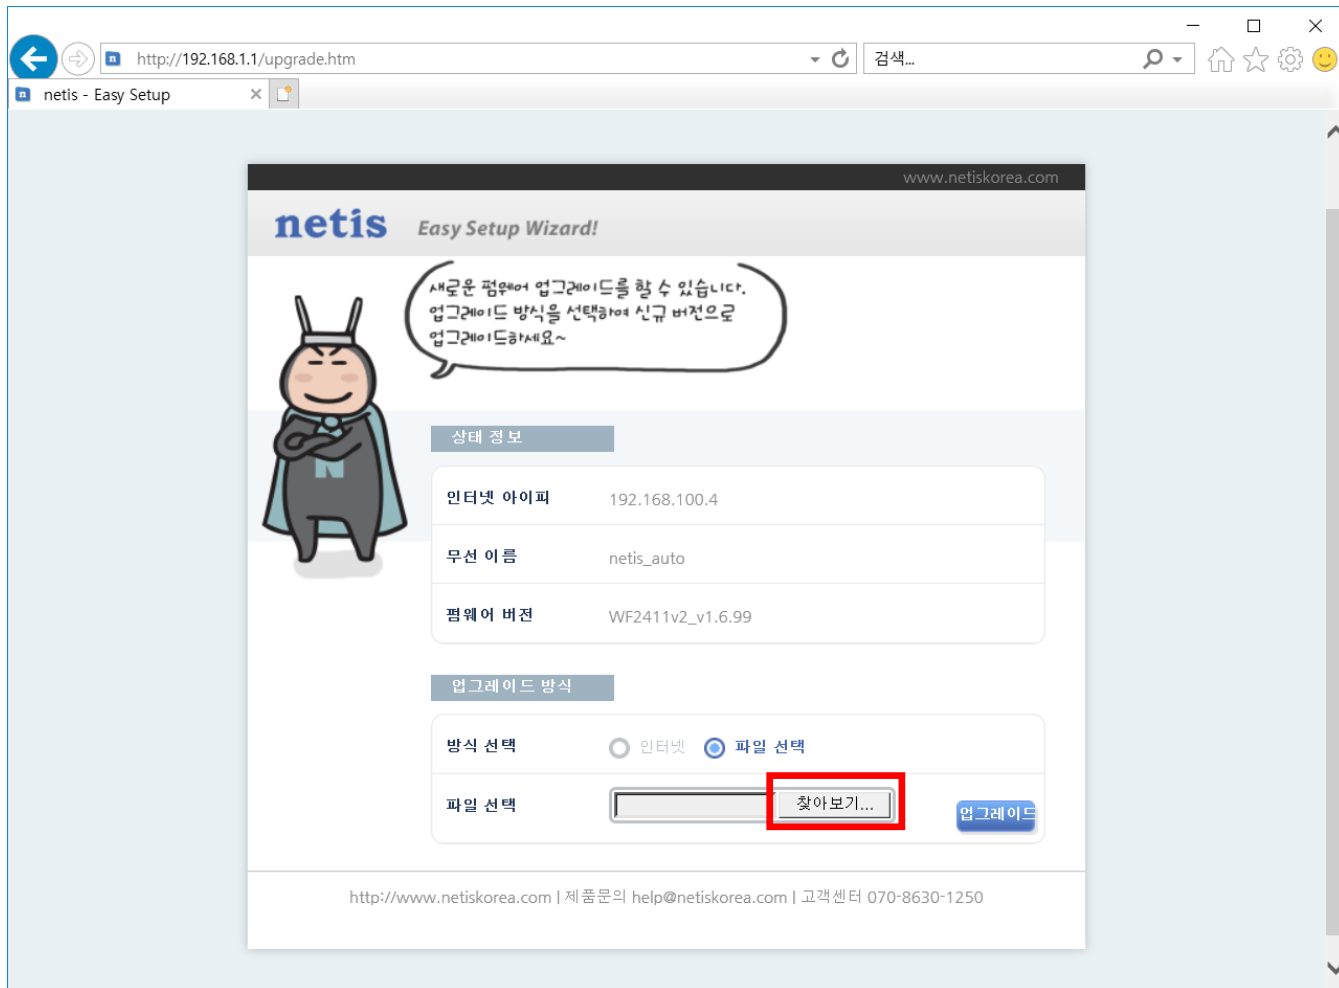 http://192.168.1.1/upgrade.htm
검색...
netis - Easy Setup
www.netiskorea.com
netis Easy Setup Wizard!
새로운 펌웨어 업그레이드를 할 수 있습니다.
업그레이드 방식을 선택하여 신규 버전으로
업그레이드하세요~
N
상태 정보
인터넷 아이피 192.168.100.4
무선 이름 netis_auto
펌웨어 버전 WF2411v2_v1.6.99
업그레이드 방식
방식 선택 인터넷 파일 선택
파일 선택 찾아보기... 업그레이드
http://www.netiskorea.com | 제품문의 help@netiskorea.com | 고객센터 070-8630-1250